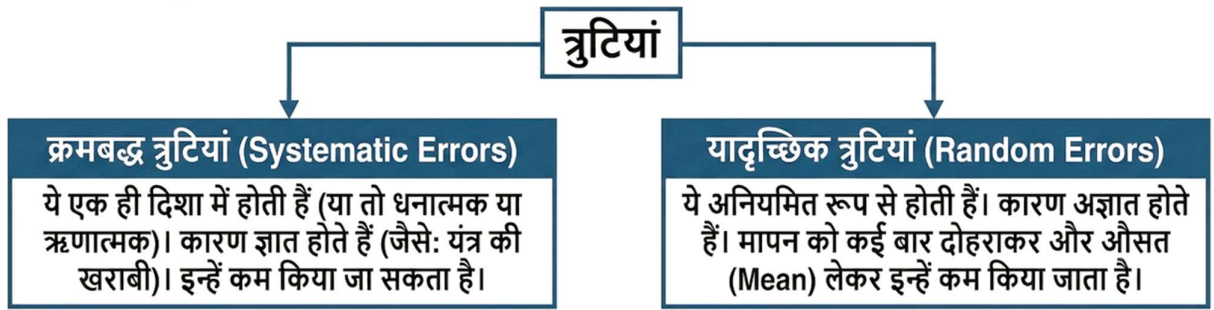 त्रुटियां
क्रमबद्ध त्रुटियां (Systematic Errors)
ये एक ही दिशा में होती हैं (या तो धनात्मक या
ऋणात्मक)। कारण ज्ञात होते हैं (जैसे: यंत्र की
खराबी)। इन्हें कम किया जा सकता है।
यादृच्छिक त्रुटियां (Random Errors)
ये अनियमित रूप से होती हैं। कारण अज्ञात होते
हैं। मापन को कई बार दोहराकर और औसत
(Mean) लेकर इन्हें कम किया जाता है।